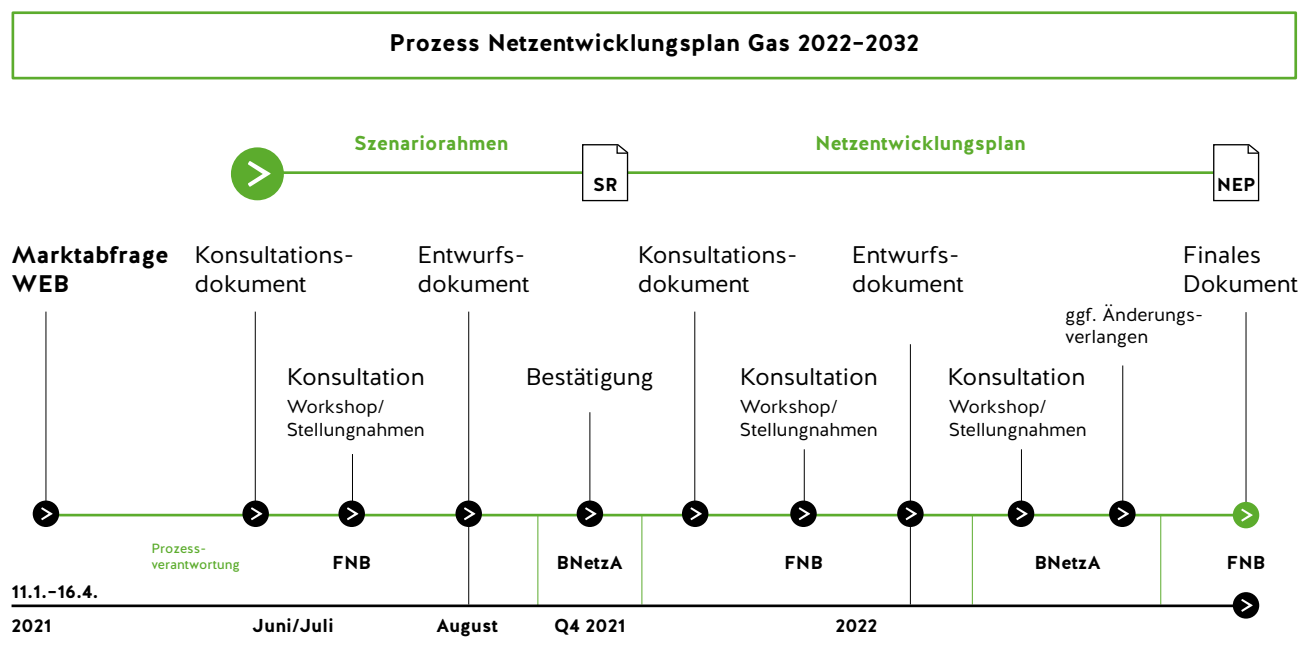 Prozess Netzentwicklungsplan Gas 2022–2032
Szenariorahmen
Netzentwicklungsplan
SR
NEP
Marktabfrage
WEB
Konsultations-
dokument
Entwurfs-
dokument
Konsultations-
dokument
Entwurfs-
dokument
Finales
Dokument
ggf. Änderungs-
verlangen
Konsultation
Workshop/
Stellungnahmen
Bestätigung
Konsultation
Workshop/
Stellungnahmen
Konsultation
Workshop/
Stellungnahmen
Prozess-
verantwortung
FNB
BNetzA
FNB
BNetzA
FNB
11.1.–16.4.
2021
Juni/Juli
August
Q4 2021
2022